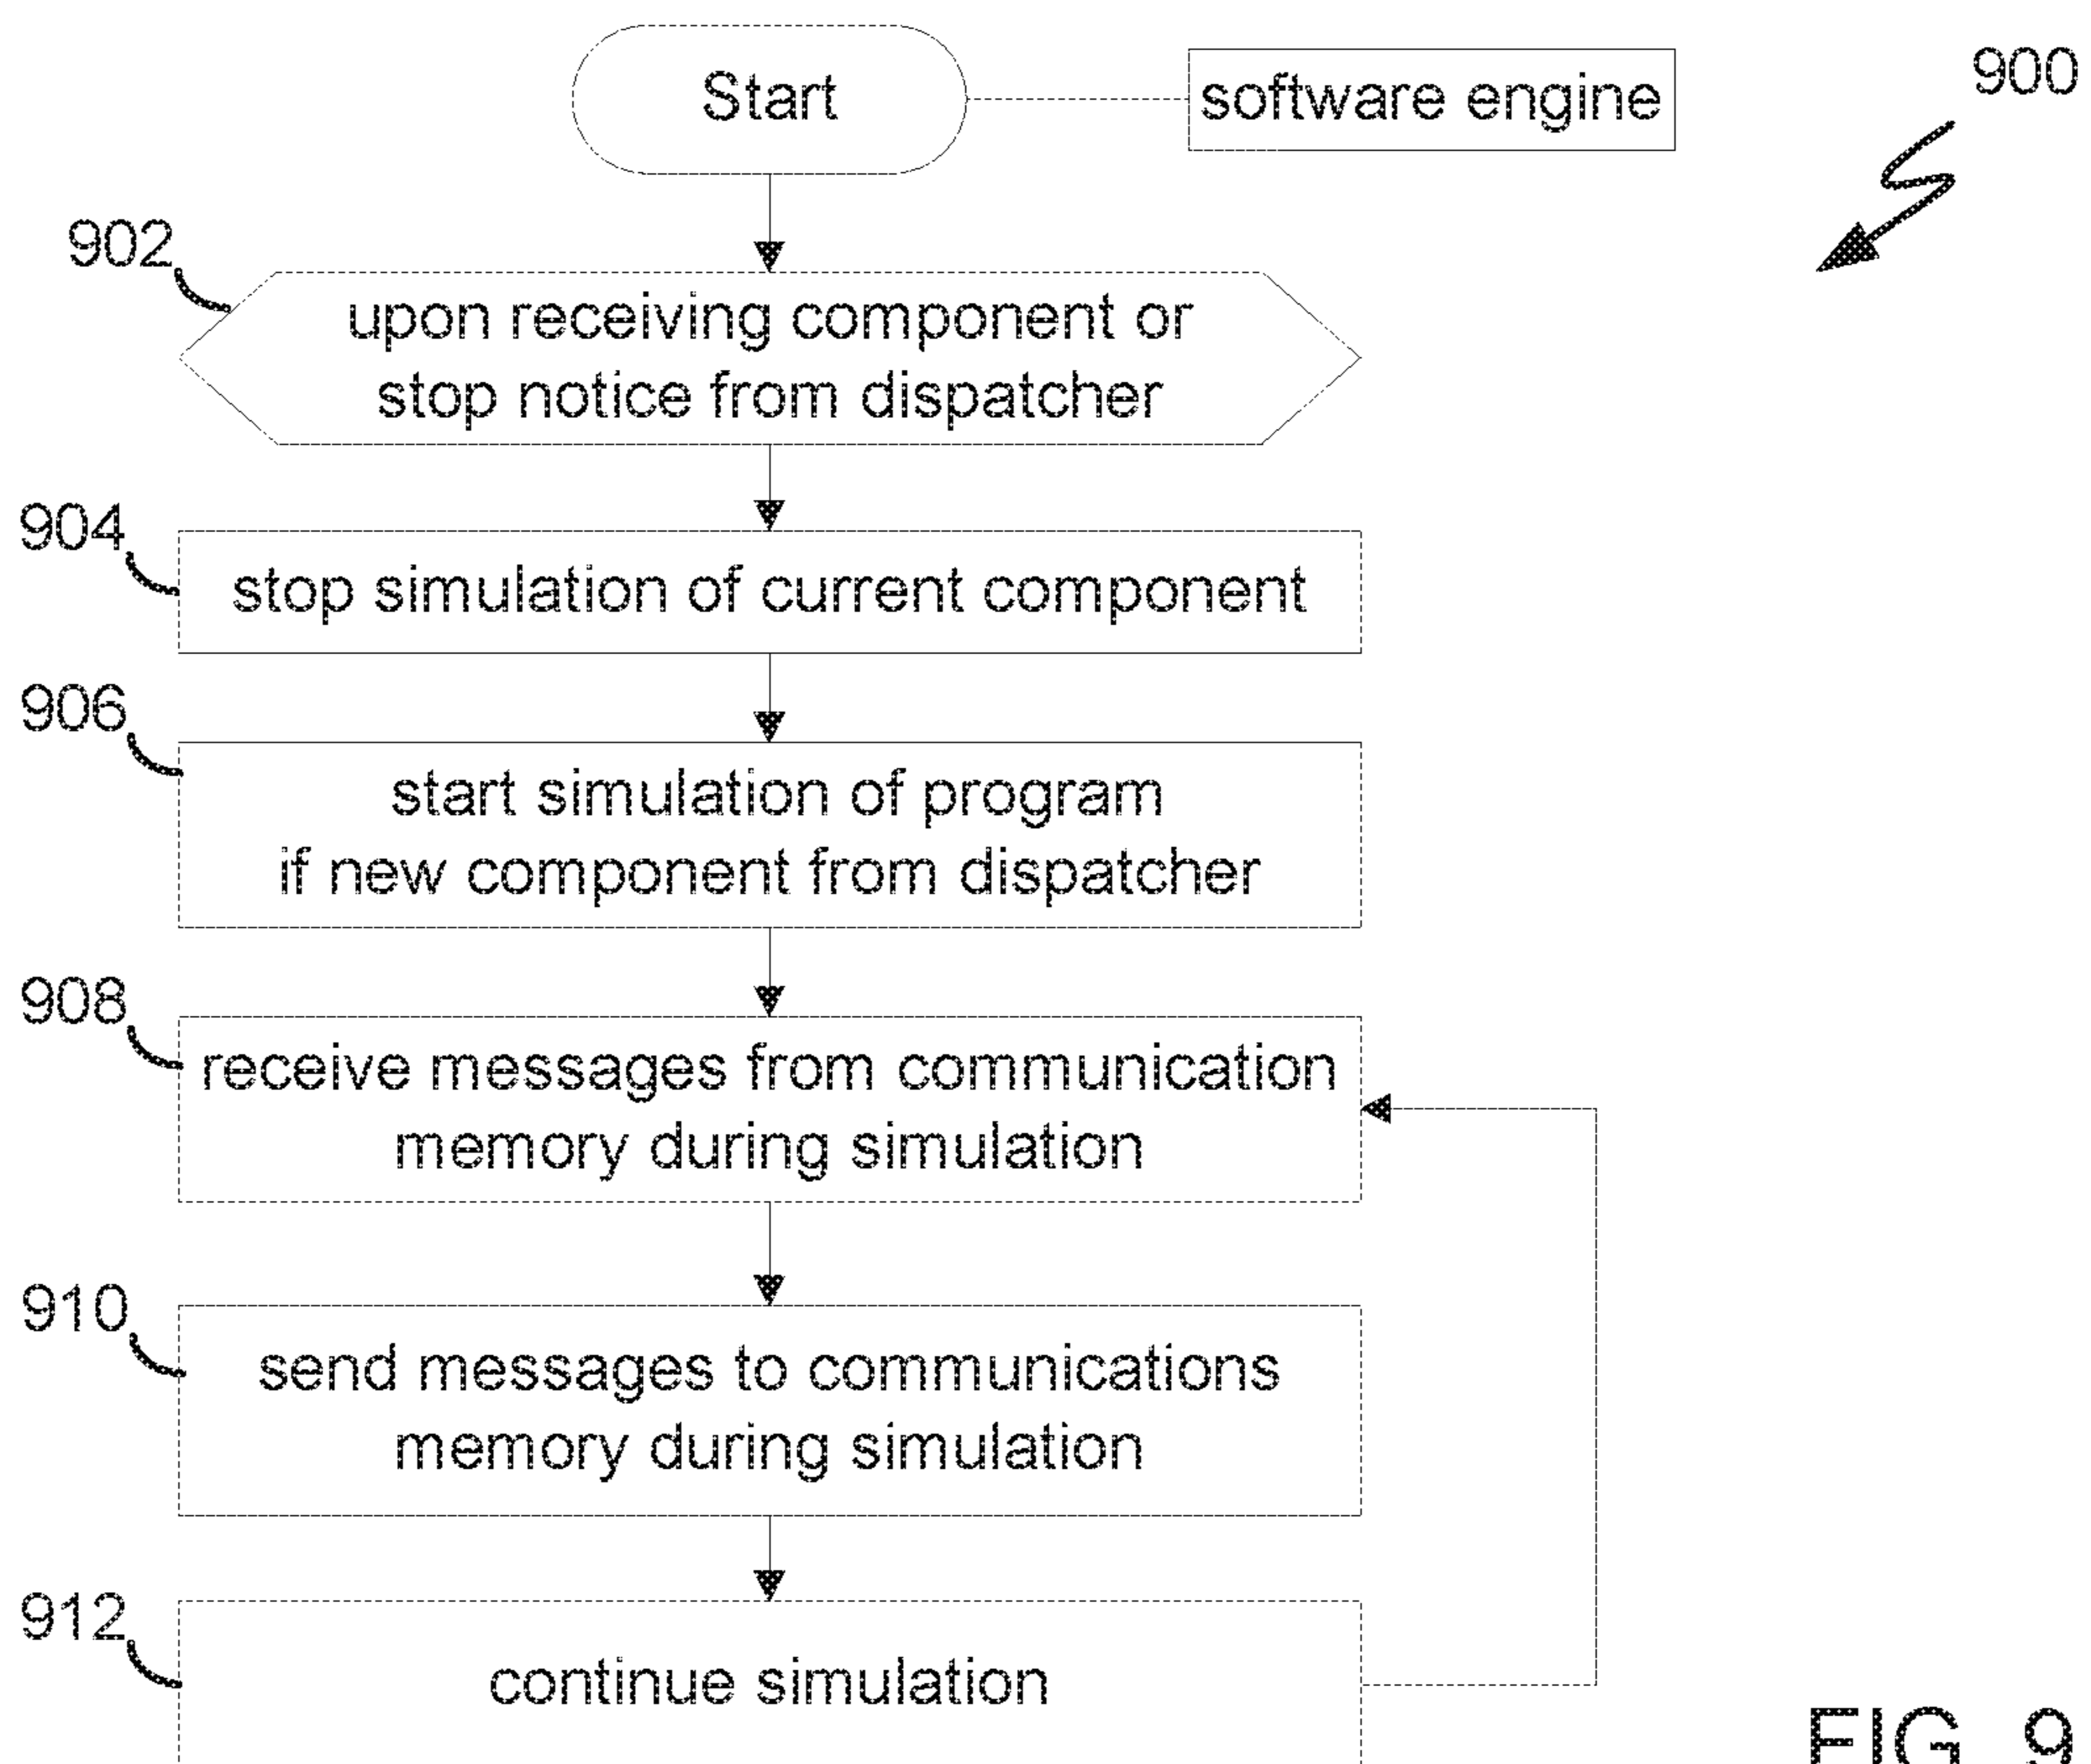 Start
software engine
900
902
upon receiving component or
stop notice from dispatcher
904
stop simulation of current component
906
start simulation of program
if new component from dispatcher
908
receive messages from communication
memory during simulation
910
send messages to communications
memory during simulation
912
continue simulation
FIG. 9